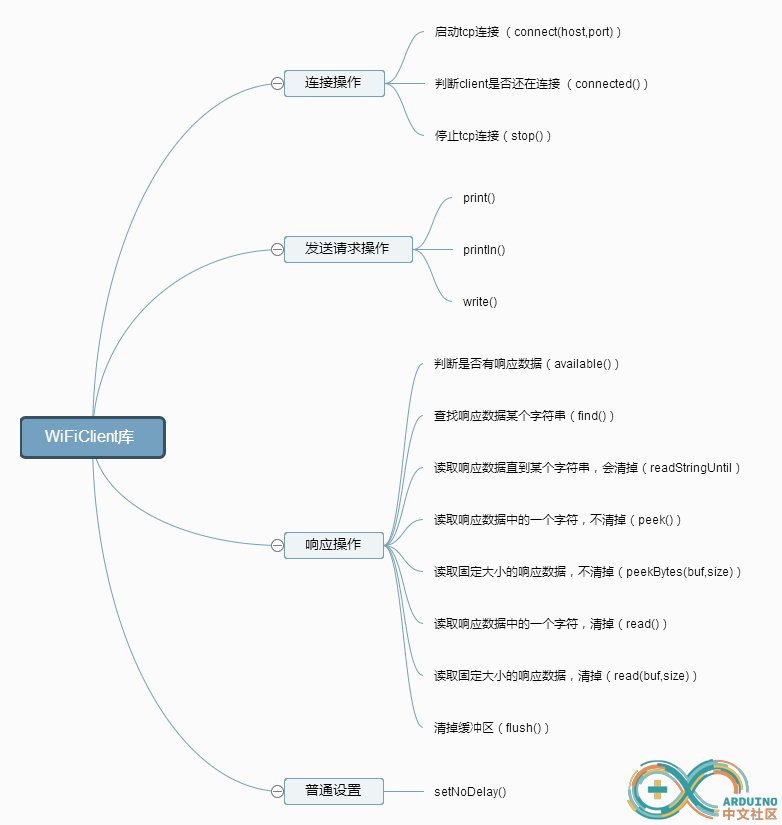 WiFiClient库
连接操作
启动tcp连接（connect(host,port)）
判断client是否还在连接（connected()）
停止tcp连接（stop()）
发送请求操作
print()
println()
write()
响应操作
判断是否有响应数据（available()）
查找响应数据某个字符串（find()）
读取响应数据直到某个字符串，会清掉（readStringUntil）
读取响应数据中的一个字符，不清掉（peek()）
读取固定大小的响应数据，不清掉（peekBytes(buf,size)）
读取响应数据中的一个字符，清掉（read()）
读取固定大小的响应数据，清掉（read(buf,size)）
清掉缓冲区（flush()）
普通设置
setNoDelay()
ARDUINO
中文社区